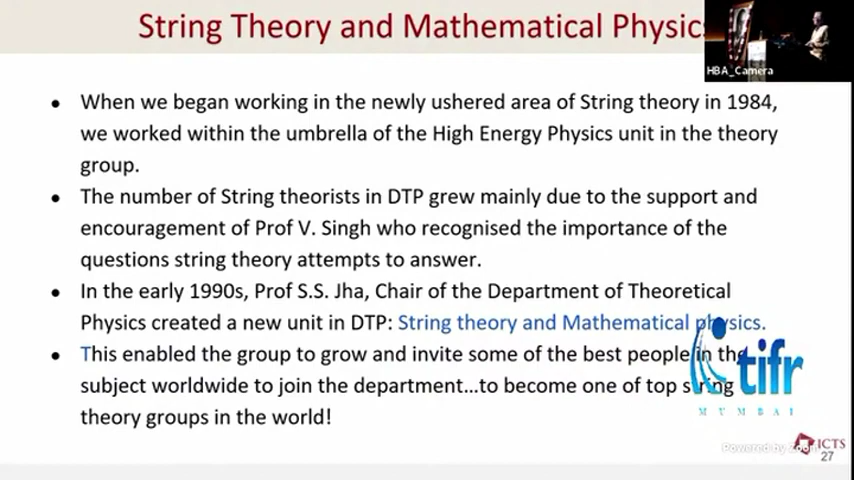 String Theory and Mathematical Physics
HBA_Camera
• When we began working in the newly ushered area of String theory in 1984,
we worked within the umbrella of the High Energy Physics unit in the theory
group.
• The number of String theorists in DTP grew mainly due to the support and
encouragement of Prof V. Singh who recognised the importance of the
questions string theory attempts to answer.
• In the early 1990s, Prof S.S. Jha, Chair of the Department of Theoretical
Physics created a new unit in DTP: String theory and Mathematical physics.
• This enabled the group to grow and invite some of the best people in the
subject worldwide to join the department...to become one of top string
theory groups in the world!
tifr
MUMBAI
Powered by Zoom
ICTS
27